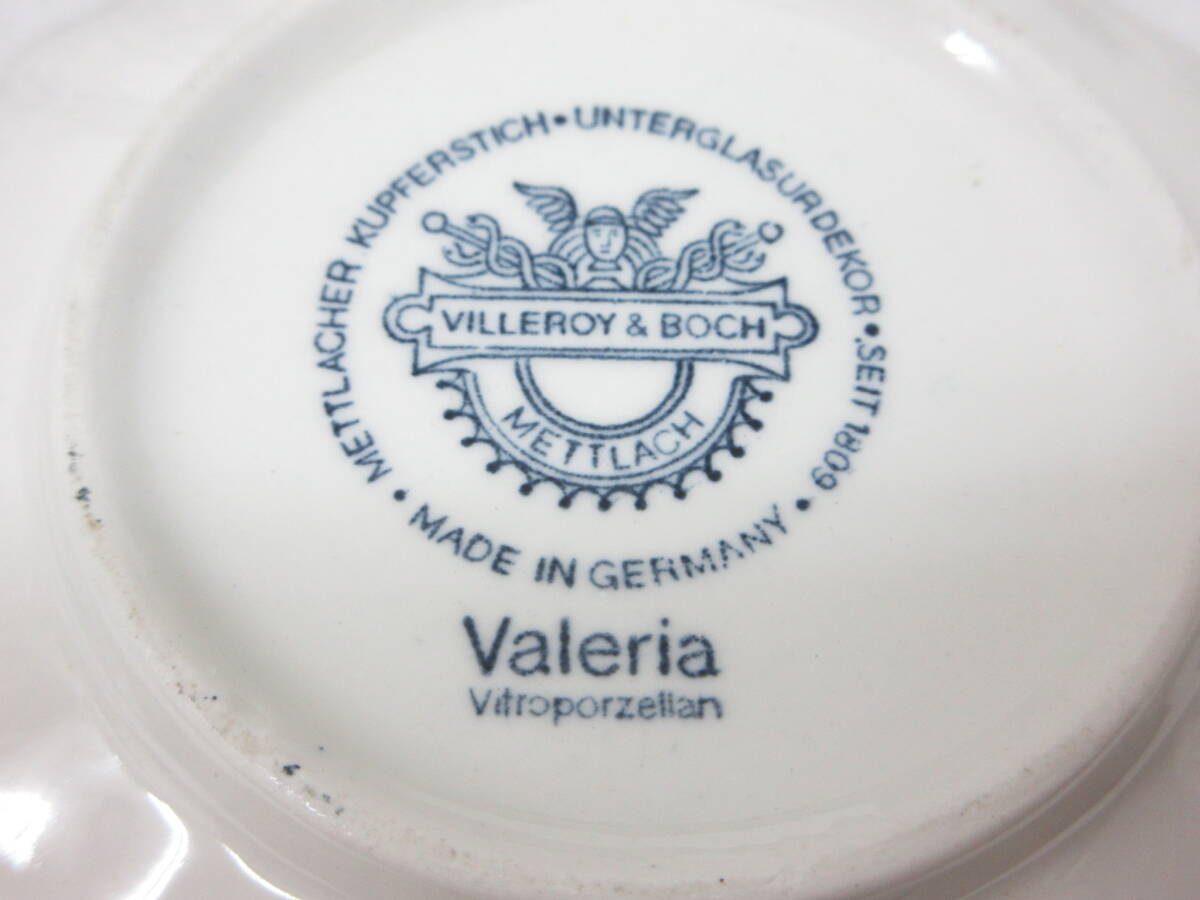 METTLACHER KUPFERSTICH • UNTERGLASURDEKOR • SEIT 1809 •
VILLEROY & BOCH
METTLACH
MADE IN GERMANY •
Valeria
Vitroporzellan